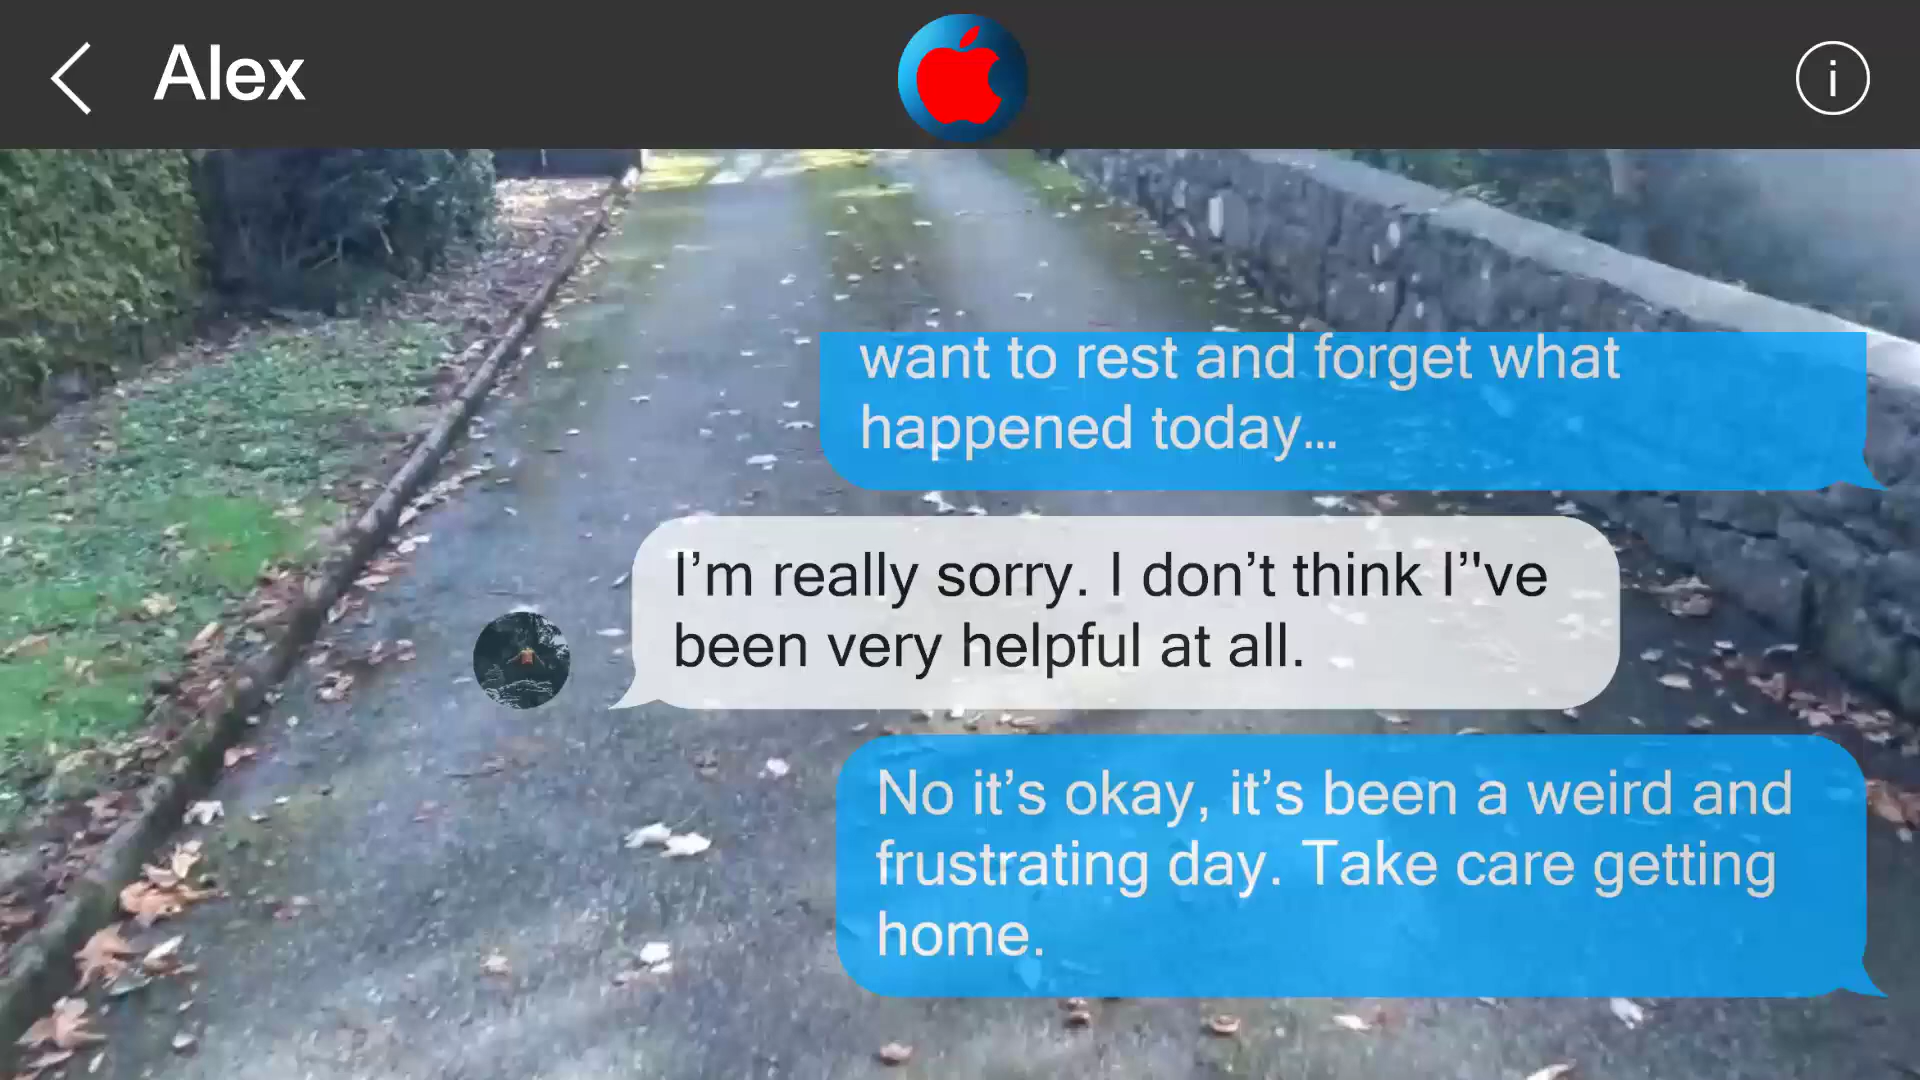 Alex
want to rest and forget what
happened today...
I’m really sorry. I don’t think I’'ve
been very helpful at all.
No it’s okay, it’s been a weird and
frustrating day. Take care getting
home.